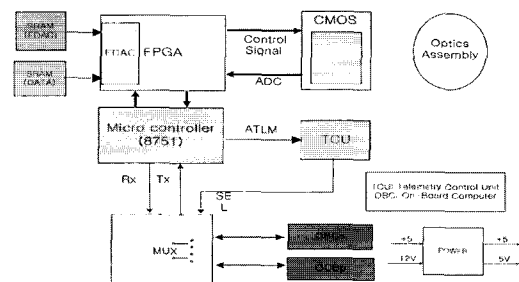 SRAM
(EDAC)
SRAM
(DATA)
EDAC
FPGA
Control
Signal
ADC
CMOS
Optics
Assembly
Micro controller
(8751)
ATLM
TCU
Rx
Tx
SE
L
MUX
TCU: Telemetry Control Unit
OBC: On-Board Computer
+5
12V
POWER
+5
5V